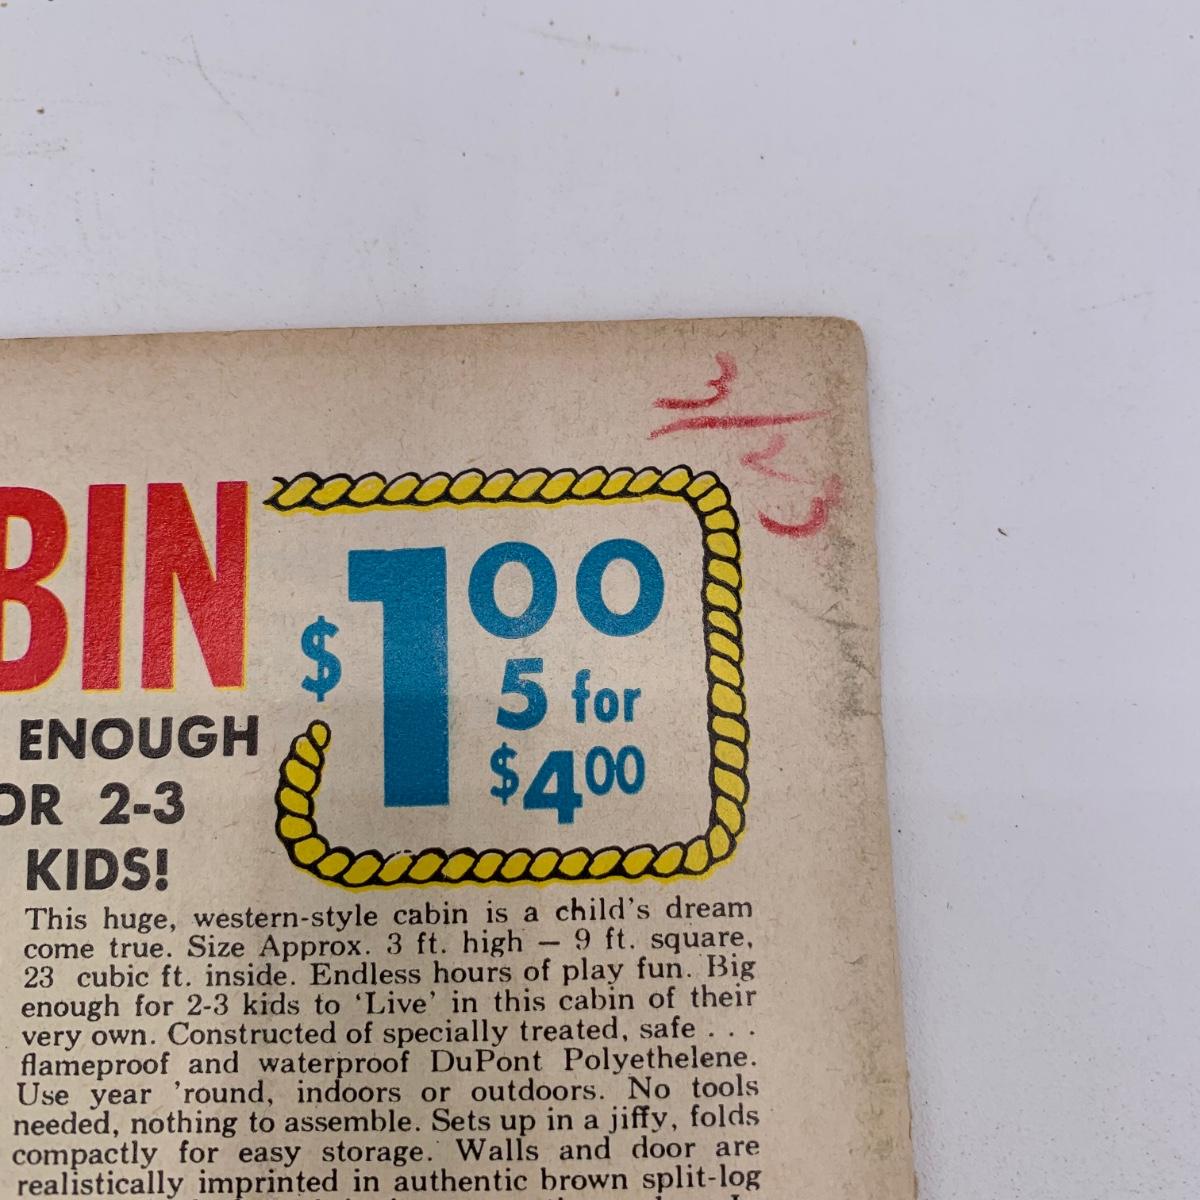 BIN
$1.00
5 for
$4.00
ENOUGH
OR 2-3
KIDS!
This huge, western-style cabin is a child's dream
come true. Size Approx. 3 ft. high — 9 ft. square,
23 cubic ft. inside. Endless hours of play fun. Big
enough for 2-3 kids to 'Live' in this cabin of their
very own. Constructed of specially treated, safe . . .
flameproof and waterproof DuPont Polyethelene.
Use year 'round, indoors or outdoors. No tools
needed, nothing to assemble. Sets up in a jiffy, folds
compactly for easy storage. Walls and door are
realistically imprinted in authentic brown split-log